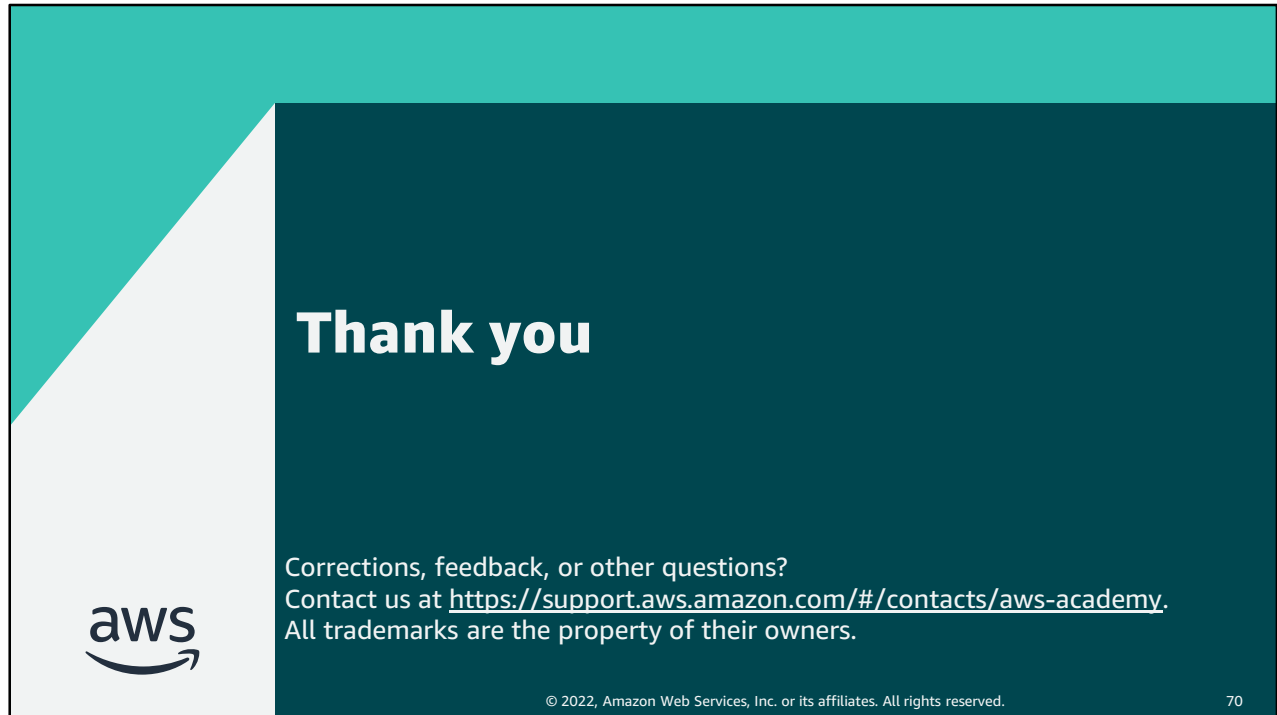 Thank you
Corrections, feedback, or other questions?
Contact us at https://support.aws.amazon.com/#/contacts/aws-academy.
All trademarks are the property of their owners.
aws
© 2022, Amazon Web Services, Inc. or its affiliates. All rights reserved.
70